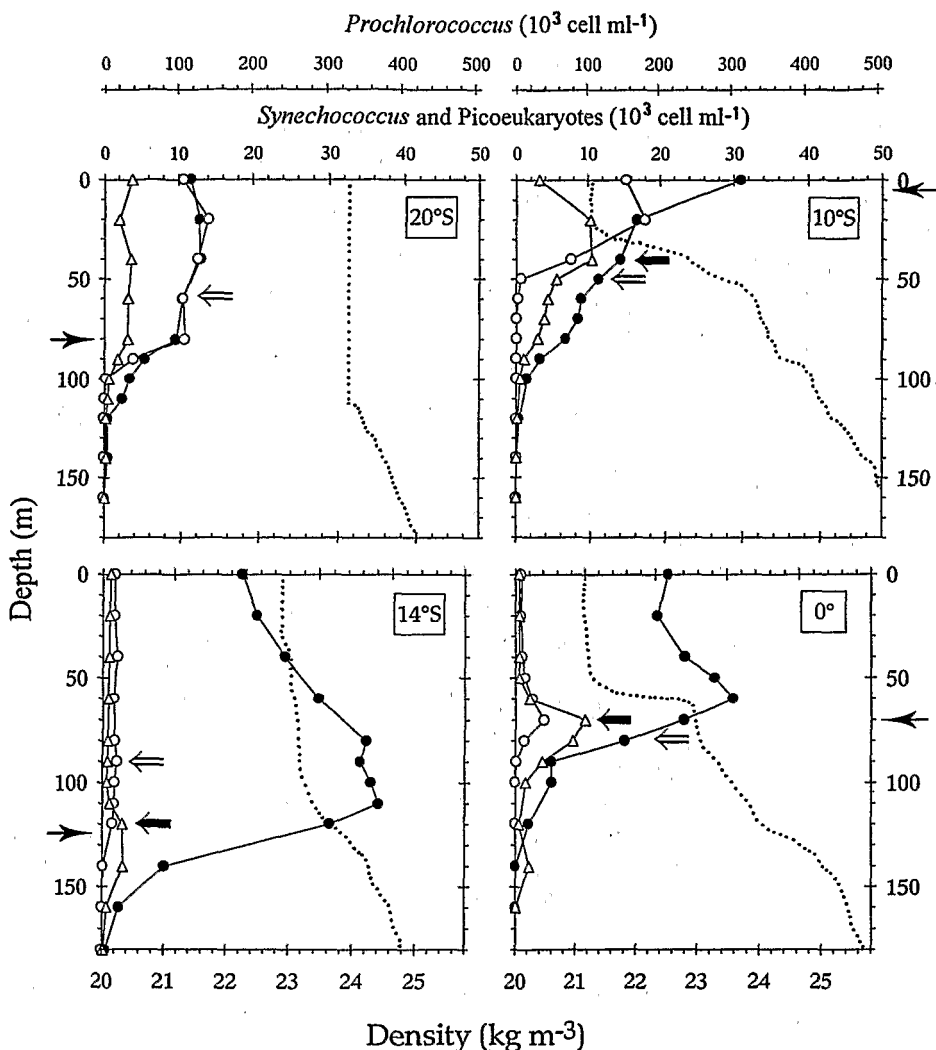 Prochlorococcus (10³ cell ml⁻¹)
0 100 200 300 400 500 0 100 200 300 400 500
Synechococcus and Picoeukaryotes (10³ cell ml⁻¹)
0 10 20 30 40 50 0 10 20 30 40 50
0 20°S 10°S 0
50 50
100 100
150 150
Depth (m)
0 14°S 0° 0
50 50
100 100
150 150
20 21 22 23 24 25 20 21 22 23 24 25
Density (kg m⁻³)